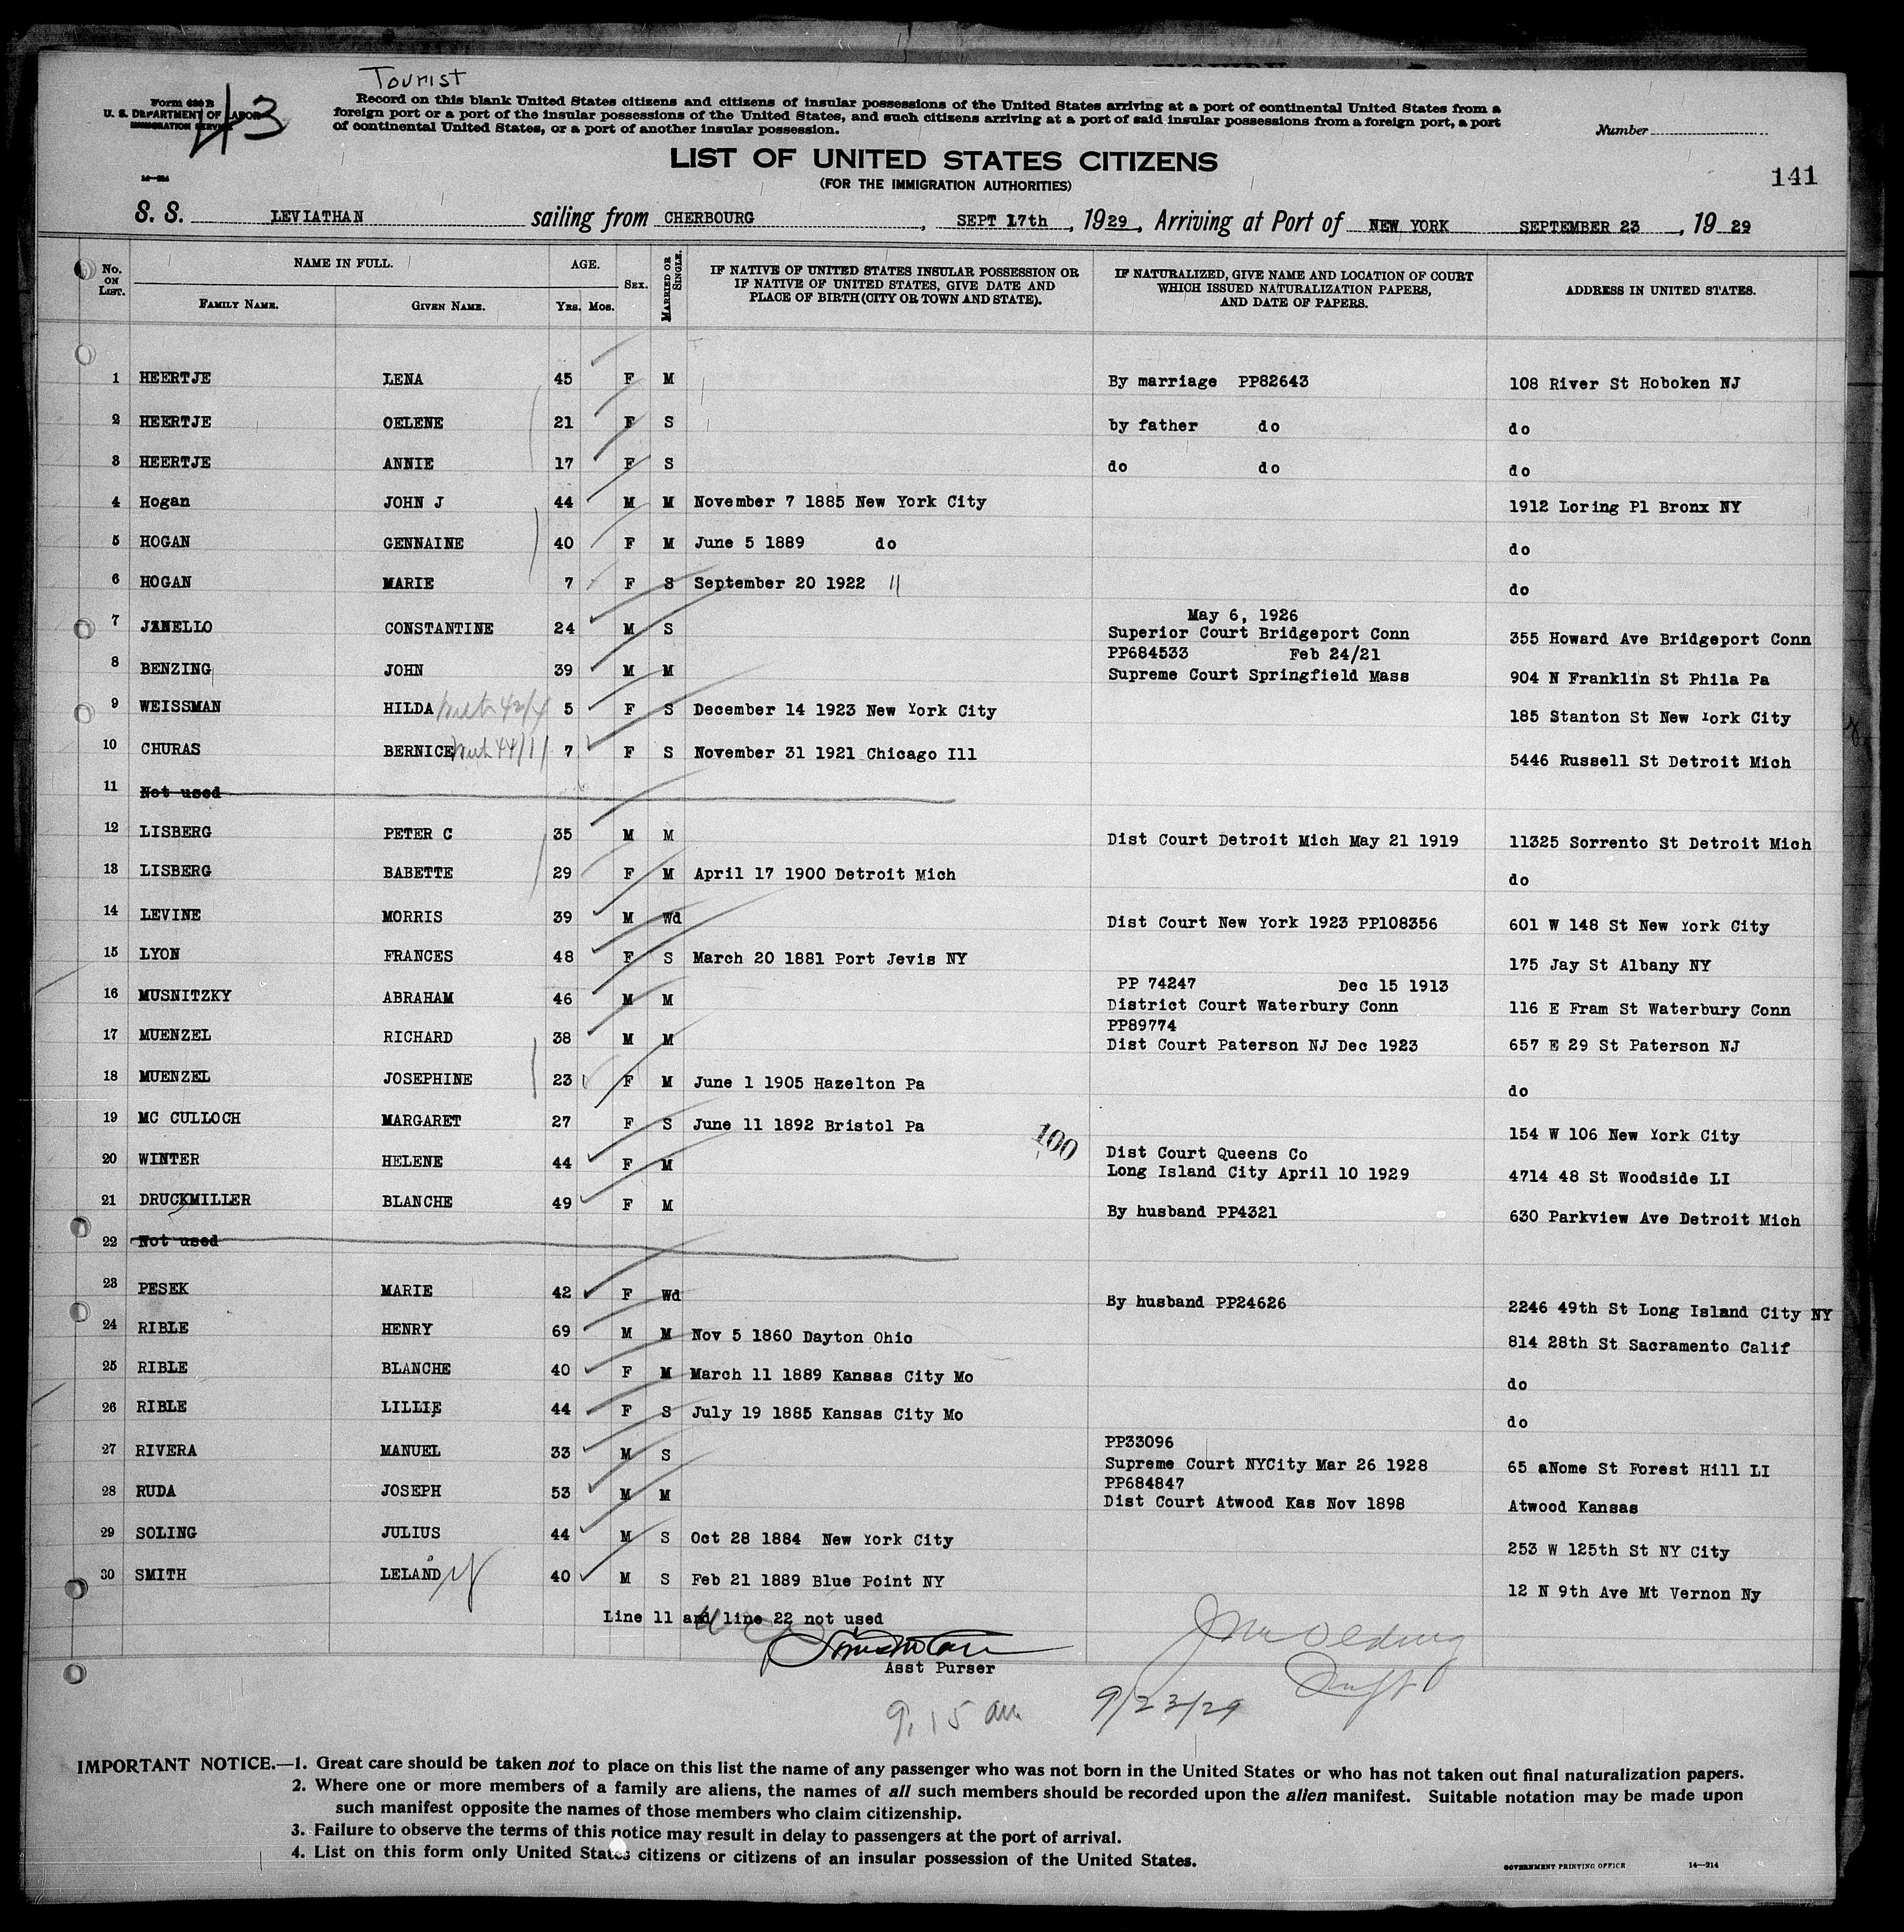 Tourist
Form 630 B
U. S. DEPARTMENT OF LABOR
IMMIGRATION SERVICE
43
Record on this blank United States citizens and citizens of insular possessions of the United States arriving at a port of continental United States from a
foreign port or a port of the insular possessions of the United States, and such citizens arriving at a port of said insular possessions from a foreign port, a port
of continental United States, or a port of another insular possession.
Number
LIST OF UNITED STATES CITIZENS
(FOR THE IMMIGRATION AUTHORITIES)
14—214
141
S. S. LEVIATHAN sailing from CHERBOURG, SEPT 17th, 1929, Arriving at Port of NEW YORK SEPTEMBER 23, 1929
No. ON LIST. NAME IN FULL. FAMILY NAME. GIVEN NAME. AGE. YRS. MOS. SEX. MARRIED OR SINGLE. IF NATIVE OF UNITED STATES INSULAR POSSESSION OR IF NATIVE OF UNITED STATES, GIVE DATE AND PLACE OF BIRTH (CITY OR TOWN AND STATE). IF NATURALIZED, GIVE NAME AND LOCATION OF COURT WHICH ISSUED NATURALIZATION PAPERS, AND DATE OF PAPERS. ADDRESS IN UNITED STATES.
1 HEERTJE LENA 45 F M By marriage PP82643 108 River St Hoboken NJ
2 HEERTJE OELENE 21 F S by father do do
3 HEERTJE ANNIE 17 F S do do do
4 Hogan JOHN J 44 M M November 7 1885 New York City 1912 Loring Pl Bronx NY
5 HOGAN GENNAINE 40 F M June 5 1889 do do
6 HOGAN MARIE 7 F S September 20 1922 " do
May 6, 1926
7 JANELLO CONSTANTINE 24 M S Superior Court Bridgeport Conn 355 Howard Ave Bridgeport Conn
PP684533 Feb 24/21
8 BENZING JOHN 39 M M Supreme Court Springfield Mass 904 N Franklin St Phila Pa
9 WEISSMAN HILDA with 42/4 5 F S December 14 1923 New York City 185 Stanton St New York City
10 CHURAS BERNICE with 44/1/ 7 F S November 31 1921 Chicago Ill 5446 Russell St Detroit Mich
11 Not used
12 LISBERG PETER C 35 M M Dist Court Detroit Mich May 21 1919 11325 Sorrento St Detroit Mich
13 LISBERG BABETTE 29 F M April 17 1900 Detroit Mich do
14 LEVINE MORRIS 39 M Wd Dist Court New York 1923 PP108356 601 W 148 St New York City
15 LYON FRANCES 48 F S March 20 1881 Port Jevis NY 175 Jay St Albany NY
PP 74247 Dec 15 1913
16 MUSNITZKY ABRAHAM 46 M M District Court Waterbury Conn 116 E Fram St Waterbury Conn
PP89774
17 MUENZEL RICHARD 38 M M Dist Court Paterson NJ Dec 1923 657 E 29 St Paterson NJ
18 MUENZEL JOSEPHINE 23 F M June 1 1905 Hazelton Pa do
19 MC CULLOCH MARGARET 27 F S June 11 1892 Bristol Pa 154 W 106 New York City
100
Dist Court Queens Co
20 WINTER HELENE 44 F M Long Island City April 10 1929 4714 48 St Woodside LI
21 DRUCKMILLER BLANCHE 49 F M By husband PP4321 630 Parkview Ave Detroit Mich
22 Not used
23 PESEK MARIE 42 F Wd By husband PP24626 2246 49th St Long Island City NY
24 RIBLE HENRY 69 M M Nov 5 1860 Dayton Ohio 814 28th St Sacramento Calif
25 RIBLE BLANCHE 40 F M March 11 1889 Kansas City Mo do
26 RIBLE LILLIE 44 F S July 19 1885 Kansas City Mo do
PP33096
27 RIVERA MANUEL 33 M S Supreme Court NYCity Mar 26 1928 65 aNome St Forest Hill LI
PP684847
28 RUDA JOSEPH 53 M M Dist Court Atwood Kas Nov 1898 Atwood Kansas
29 SOLING JULIUS 44 M S Oct 28 1884 New York City 253 W 125th St NY City
30 SMITH LELAND 40 M S Feb 21 1889 Blue Point NY 12 N 9th Ave Mt Vernon Ny
Line 11 and line 22 not used
Asst Purser
9,15 am 9/23/29
IMPORTANT NOTICE.—1. Great care should be taken not to place on this list the name of any passenger who was not born in the United States or who has not taken out final naturalization papers.
2. Where one or more members of a family are aliens, the names of all such members should be recorded upon the alien manifest. Suitable notation may be made upon
such manifest opposite the names of those members who claim citizenship.
3. Failure to observe the terms of this notice may result in delay to passengers at the port of arrival.
4. List on this form only United States citizens or citizens of an insular possession of the United States.
GOVERNMENT PRINTING OFFICE 14—214